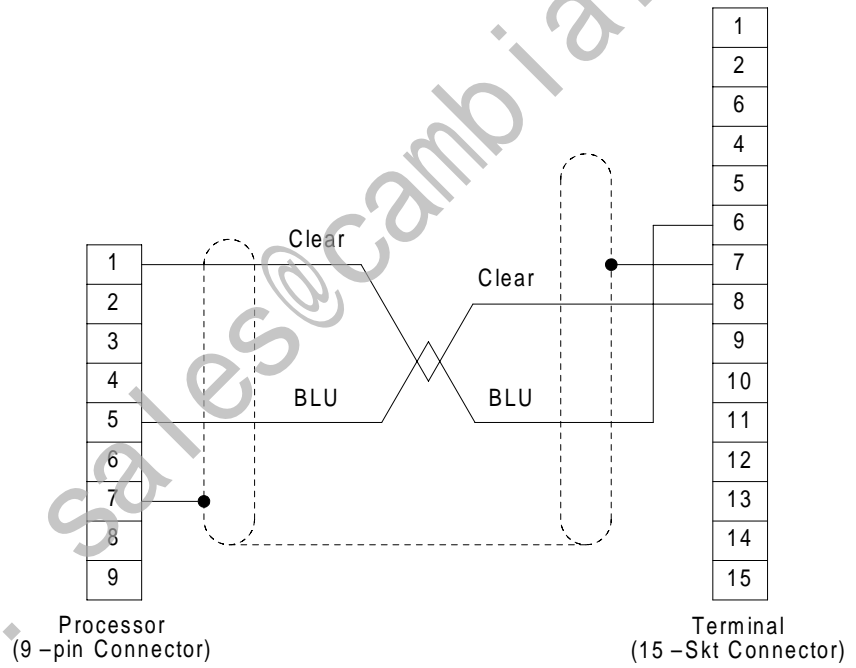 1
2
6
4
5
6
7
8
9
10
11
12
13
14
15
Clear
Clear
BLU
BLU
1
2
3
4
5
6
7
8
9
Processor
(9 –pin Connector)
Terminal
(15 –Skt Connector)
sales@cambia